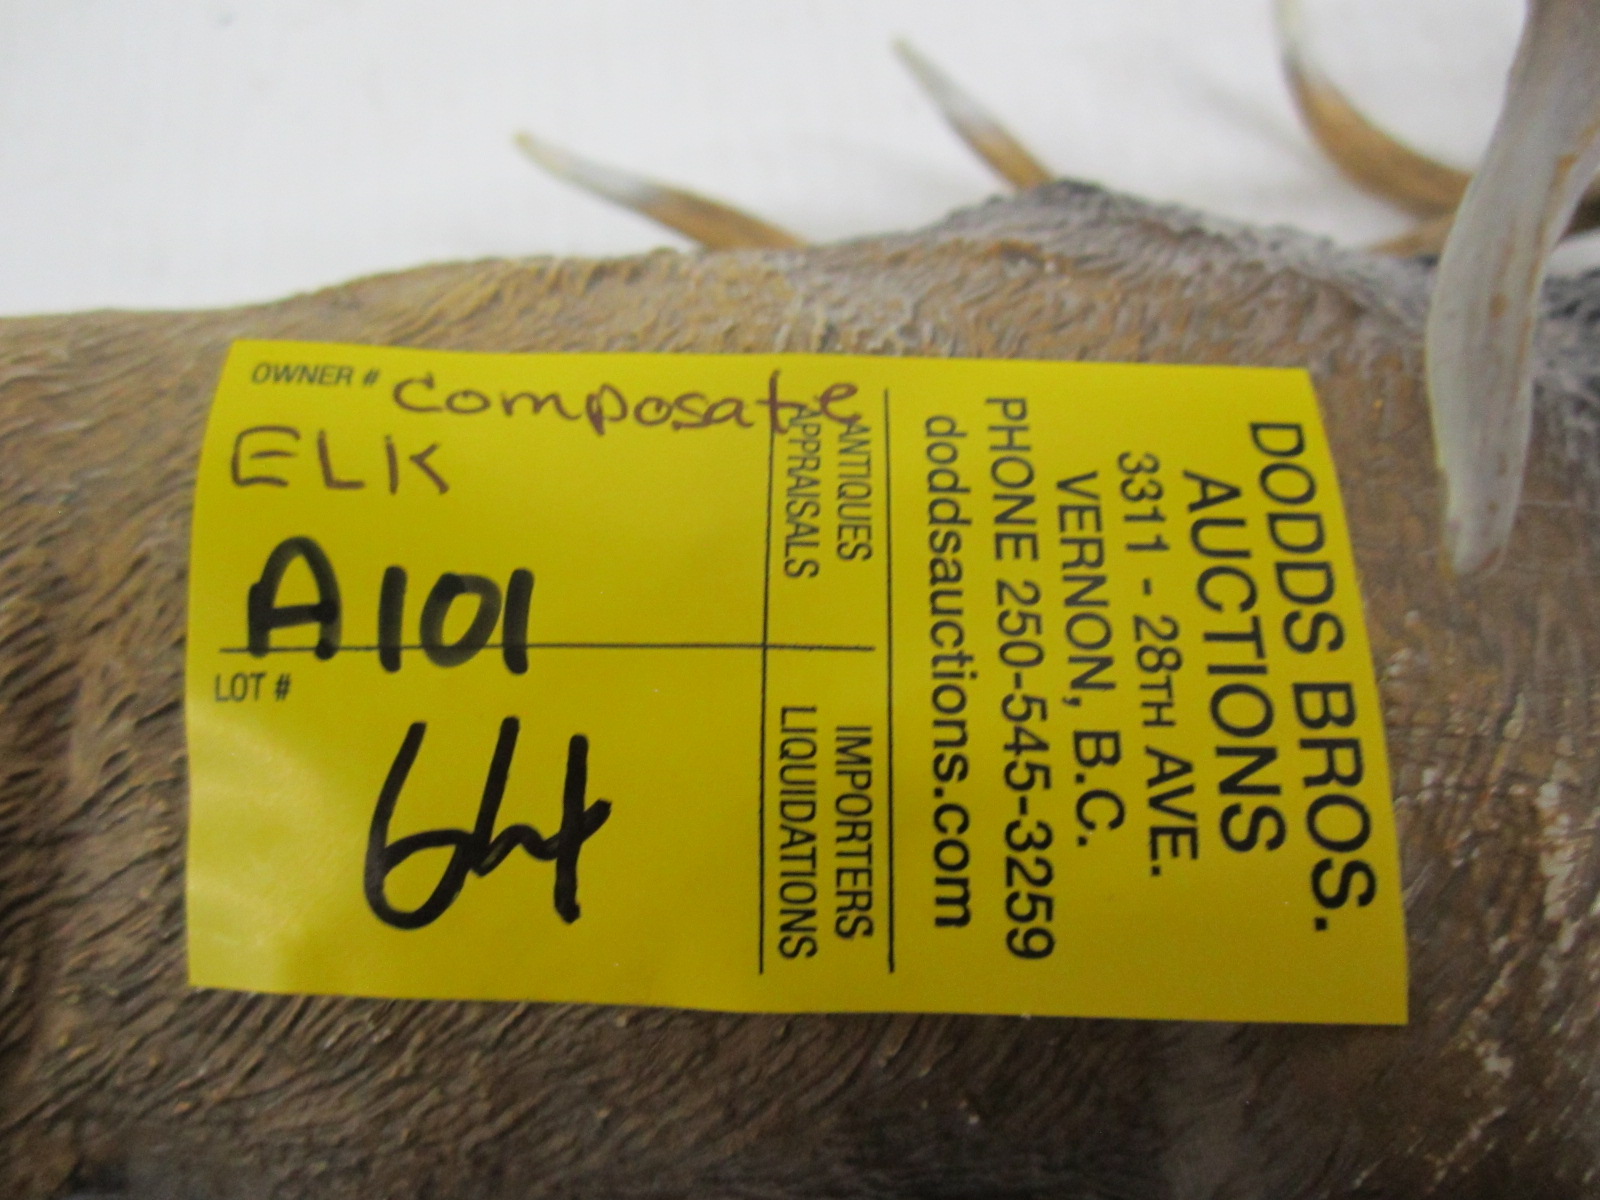 OWNER # composate
ELK
A101
LOT #
64
ANTIQUES
APPRAISALS
IMPORTERS
LIQUIDATIONS
DODDS BROS.
AUCTIONS
3311 - 28TH AVE.
VERNON, B.C.
PHONE 250-545-3259
doddsauctions.com